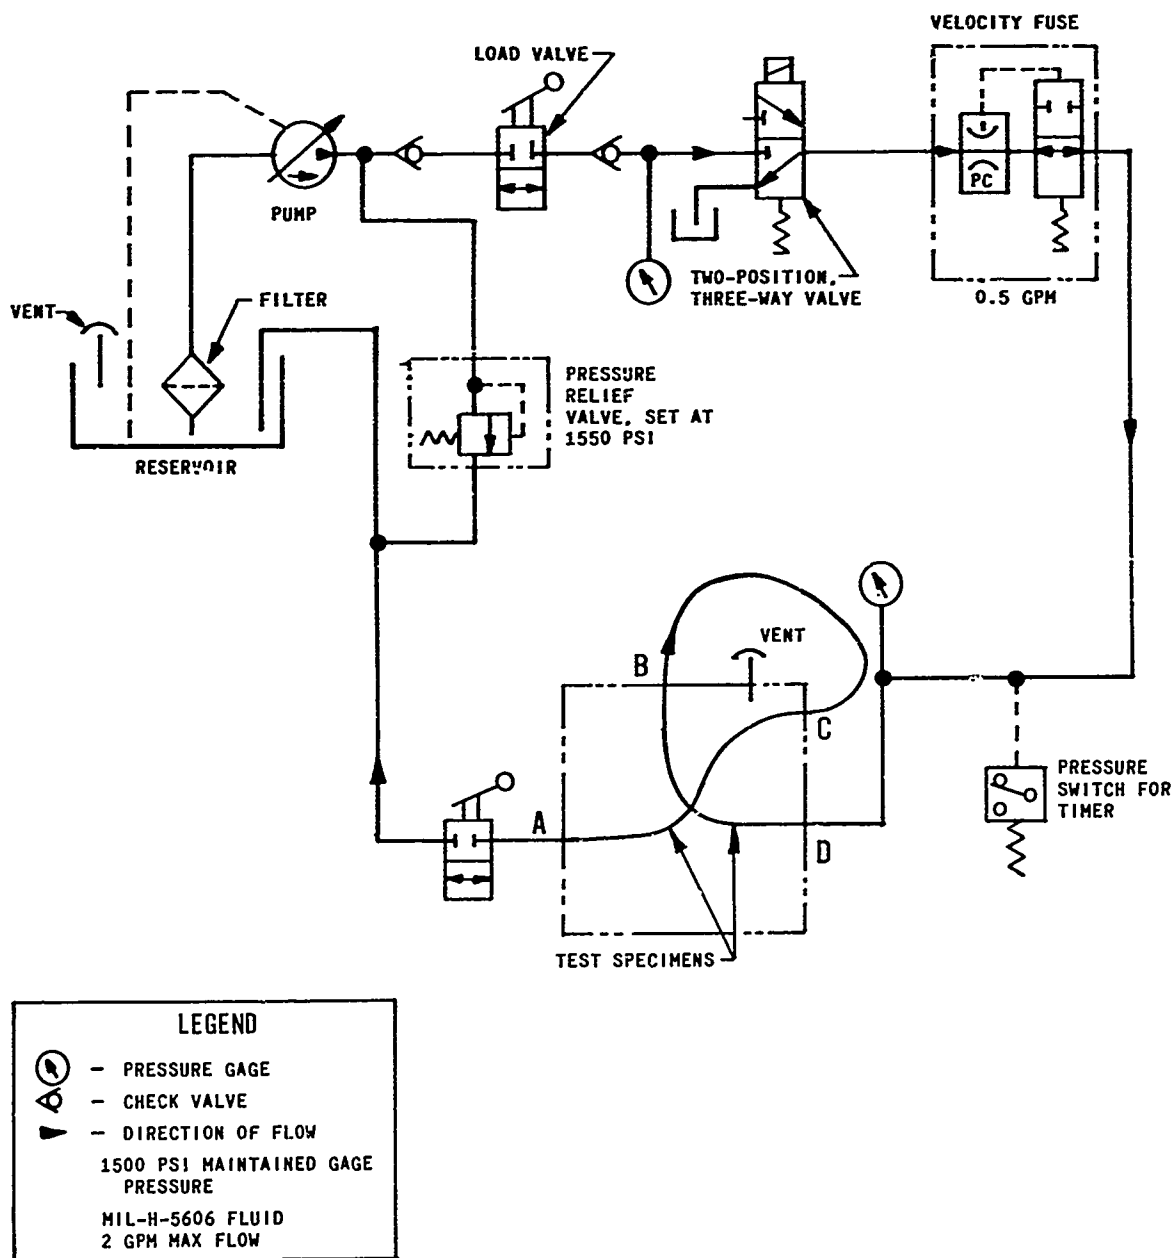 VELOCITY FUSE
LOAD VALVE
PUMP
PC
TWO-POSITION,
THREE-WAY VALVE
0.5 GPM
VENT
FILTER
PRESSURE
RELIEF
VALVE, SET AT
1550 PSI
RESERVOIR
VENT
B
C
PRESSURE
SWITCH FOR
TIMER
A
D
TEST SPECIMENS
LEGEND
- PRESSURE GAGE
- CHECK VALVE
- DIRECTION OF FLOW
1500 PSI MAINTAINED GAGE
PRESSURE
MIL-H-5606 FLUID
2 GPM MAX FLOW